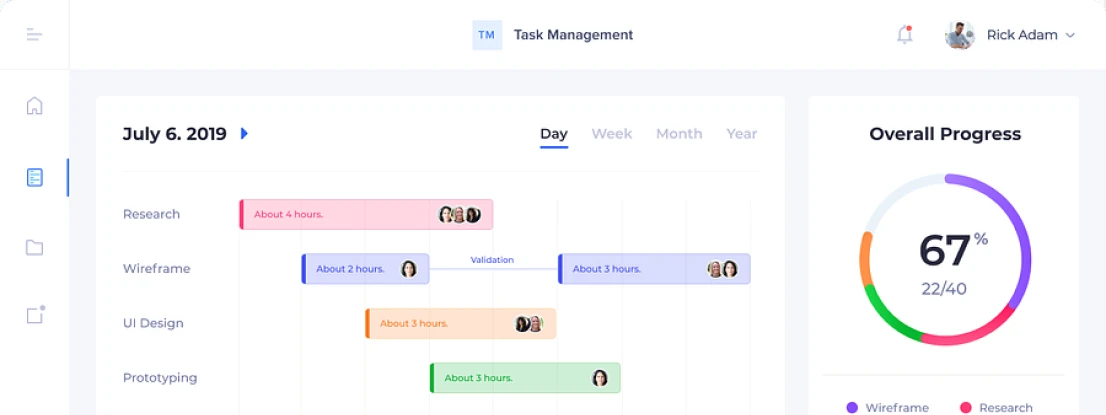 TM Task Management
Rick Adam
July 6. 2019
Day Week Month Year
Research
About 4 hours.
Wireframe
About 2 hours.
Validation
About 3 hours.
UI Design
About 3 hours.
Prototyping
About 3 hours.
Overall Progress
67%
22/40
Wireframe
Research